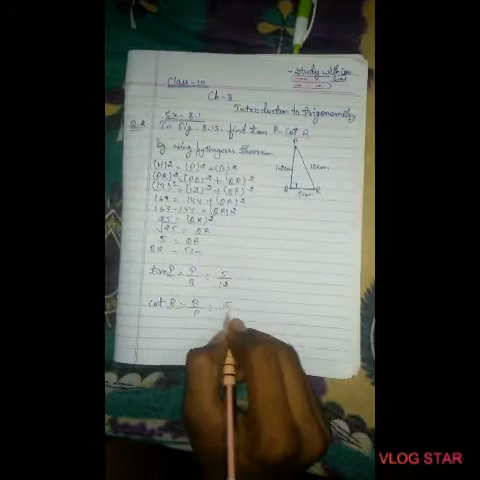 - Study with Om
Class-10
Ch-8
Introduction to trigonometry
Ex-8.1
Q.2 In Fig. 8.13. find tan P - cot R
By using pythagoras theorem
(H)² = (P)² + (B)²
(PR)² = (PQ)² + (QR)²
(13)² = (12)² + (QR)²
169 = 144 + (QR)²
169-144 = (QR)²
25 = (QR)²
√25 = QR
5 = QR
QR = 5cm
P
12cm
13cm
Q
R
5cm
tan P = P/B = 5/12
cot R = B/P = 5
VLOG STAR